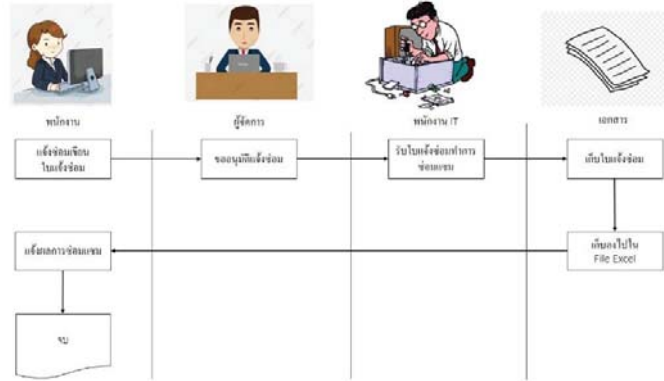 พนักงาน
ผู้จัดการ
พนักงาน IT
เอกสาร
แจ้งซ่อมเขียน
ใบแจ้งซ่อม
ขออนุมัติแจ้งซ่อม
รับใบแจ้งซ่อมทำการ
ซ่อมแซม
เก็บใบแจ้งซ่อม
แจ้งผลการซ่อมแซม
เก็บลงไปใน
File Excel
จบ